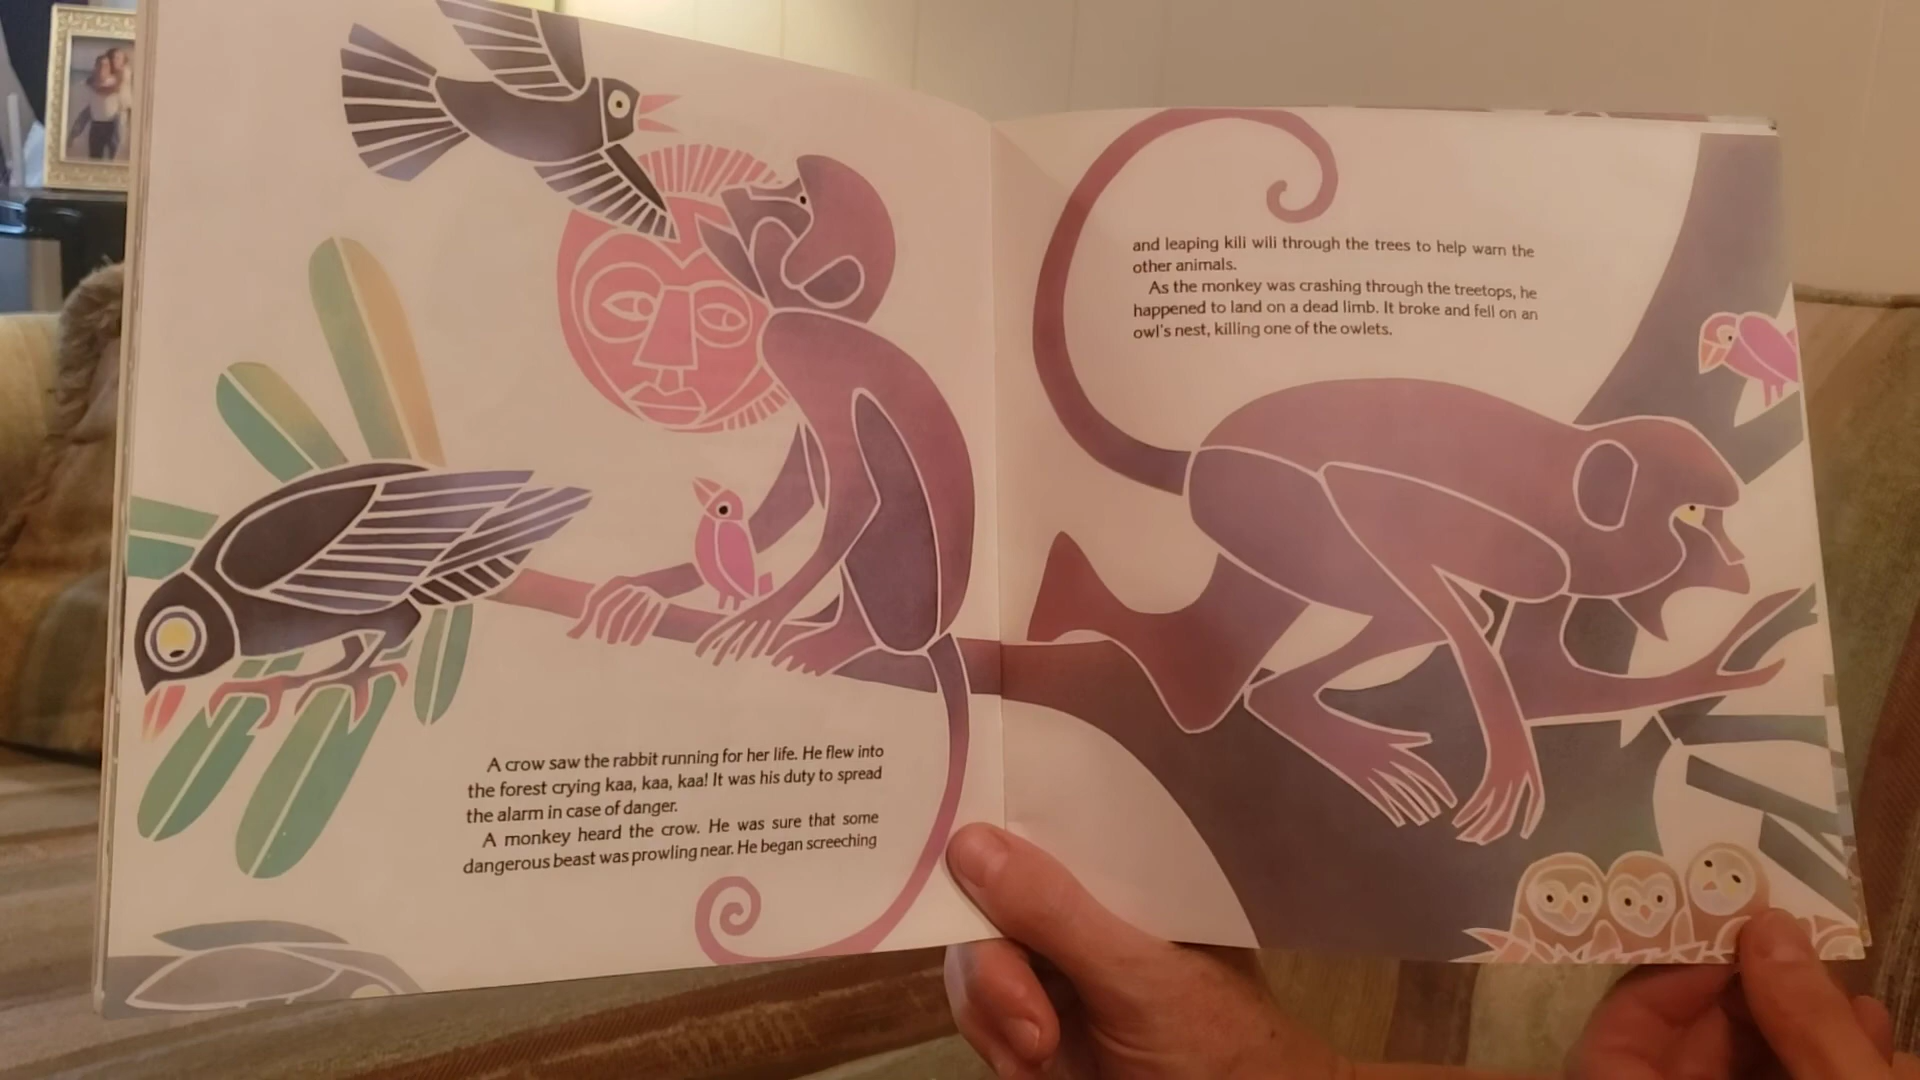 A crow saw the rabbit running for her life. He flew into
the forest crying kaa, kaa, kaa! It was his duty to spread
the alarm in case of danger.
A monkey heard the crow. He was sure that some
dangerous beast was prowling near. He began screeching
and leaping kili wili through the trees to help warn the
other animals.
As the monkey was crashing through the treetops, he
happened to land on a dead limb. It broke and fell on an
owl's nest, killing one of the owlets.